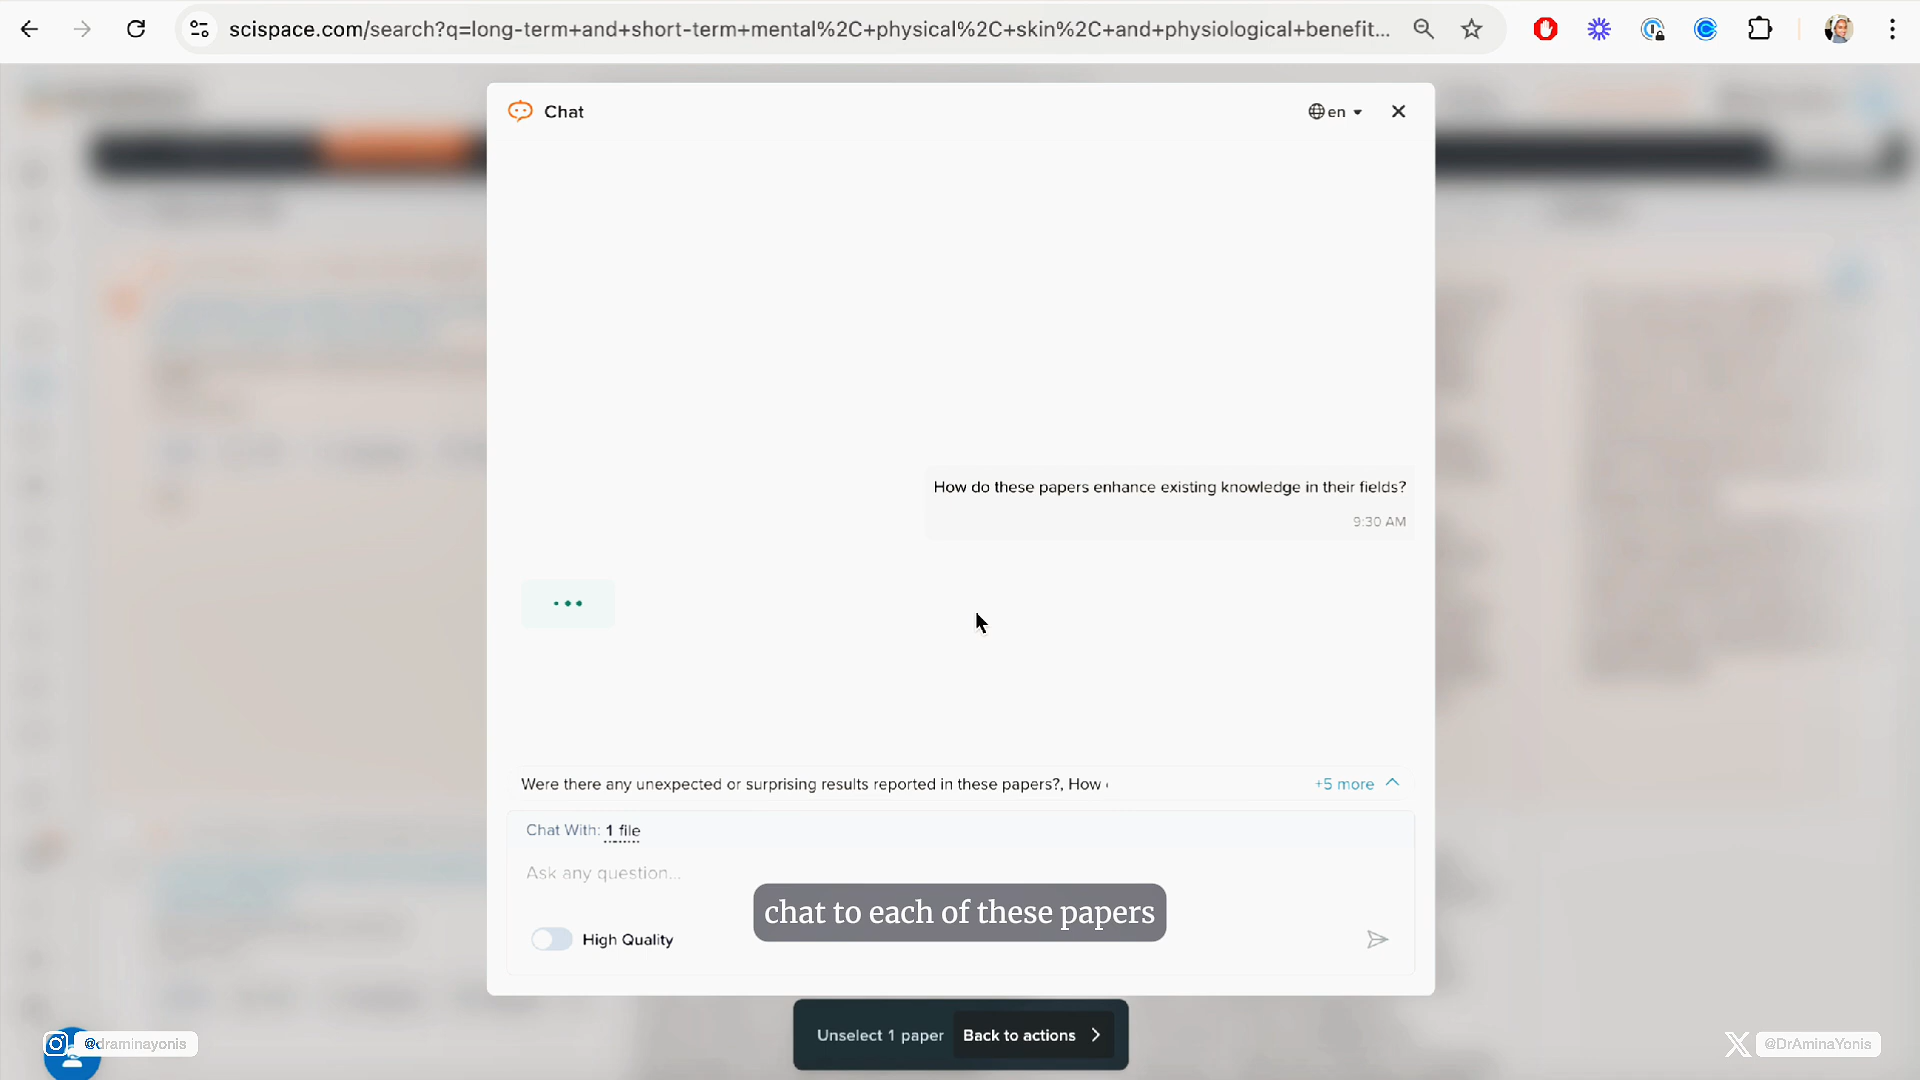 scispace.com/search?q=long-term+and+short-term+mental%2C+physical%2C+skin%2C+and+physiological+benefit...
Chat
en
How do these papers enhance existing knowledge in their fields?
9:30 AM
Were there any unexpected or surprising results reported in these papers?, How
+5 more
Chat With: 1 file
Ask any question...
chat to each of these papers
High Quality
Unselect 1 paper
Back to actions
@draminayonis
@DrAminaYonis